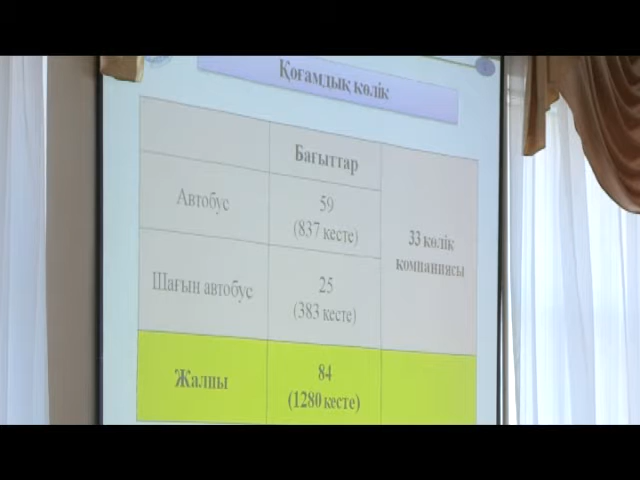 Қоғамдық көлік
Бағыттар
Автобус
59
(837 кесте)
33 көлік
компаниясы
Шағын автобус
25
(383 кесте)
Жалпы
84
(1280 кесте)